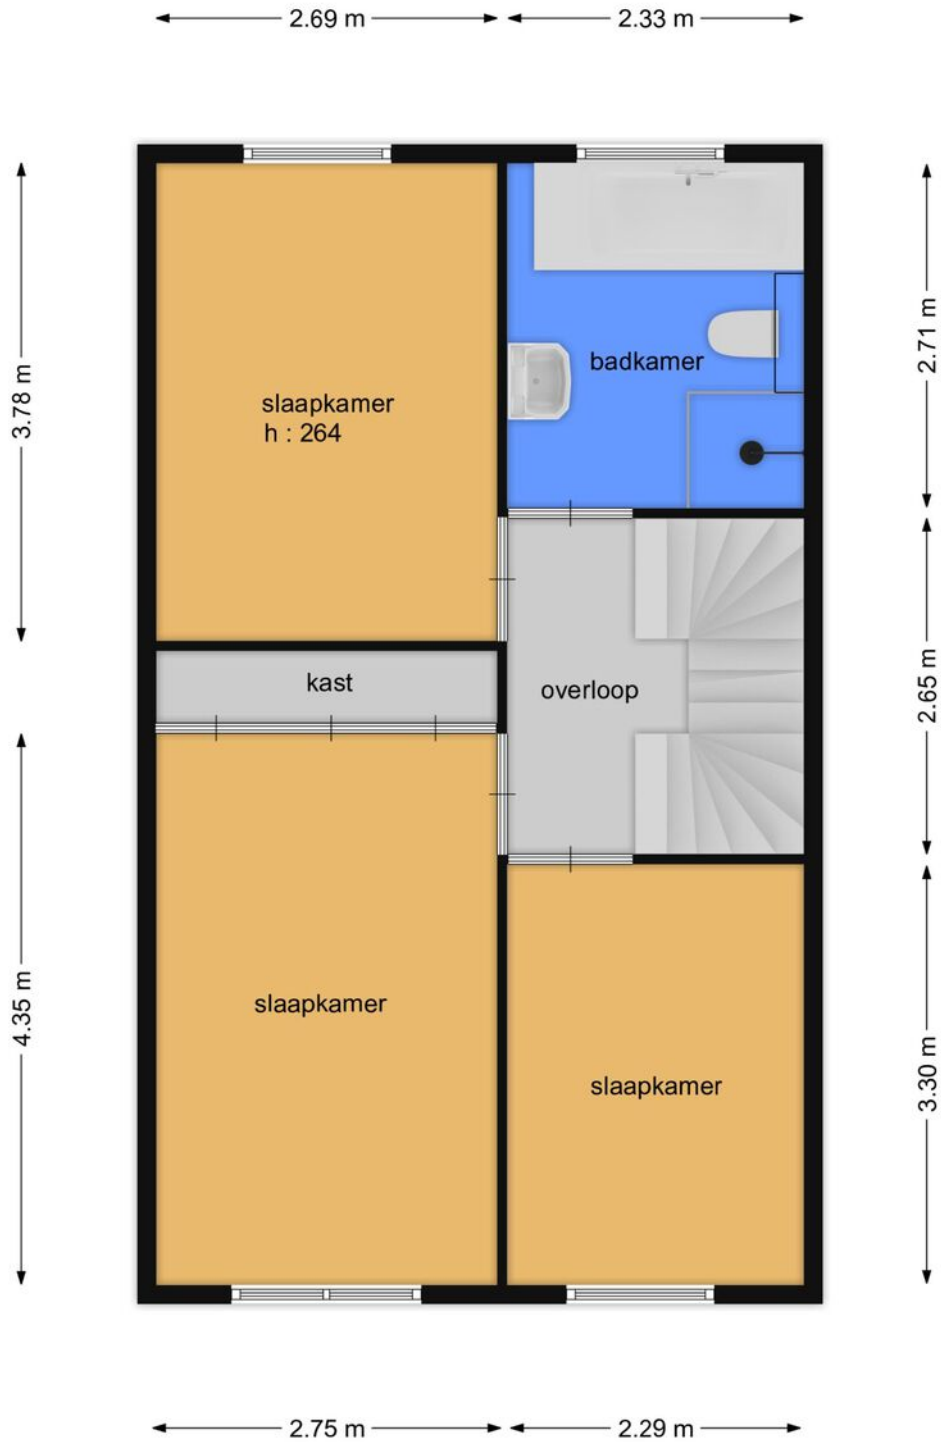 2.69 m
2.33 m
3.78 m
2.71 m
badkamer
slaapkamer
h : 264
kast
overloop
2.65 m
4.35 m
slaapkamer
slaapkamer
3.30 m
2.75 m
2.29 m